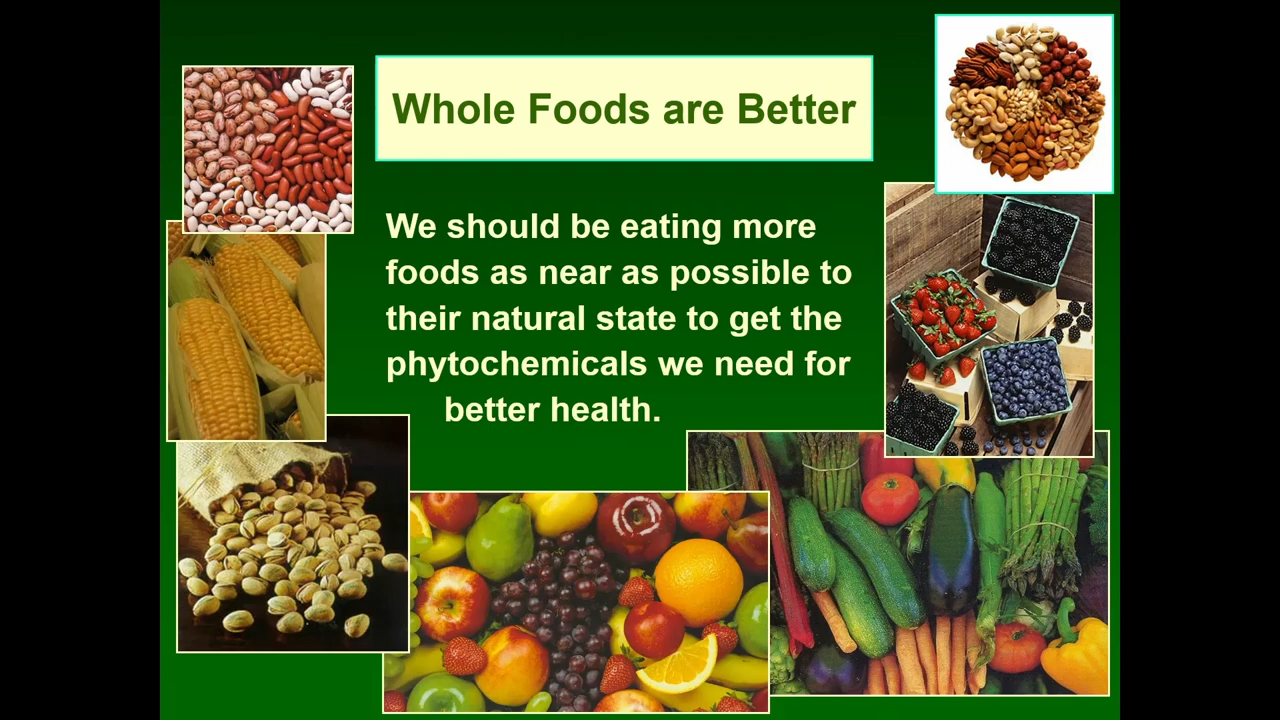 Whole Foods are Better
We should be eating more
foods as near as possible to
their natural state to get the
phytochemicals we need for
better health.